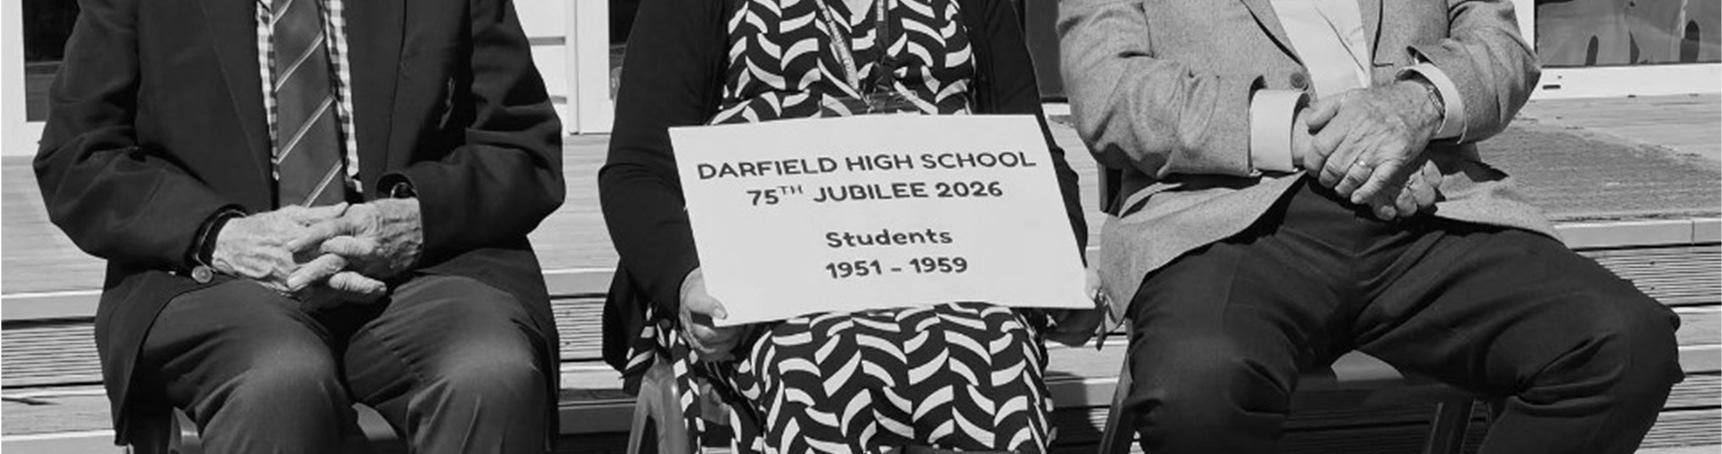 DARFIELD HIGH SCHOOL
75TH JUBILEE 2026
Students
1951 - 1959